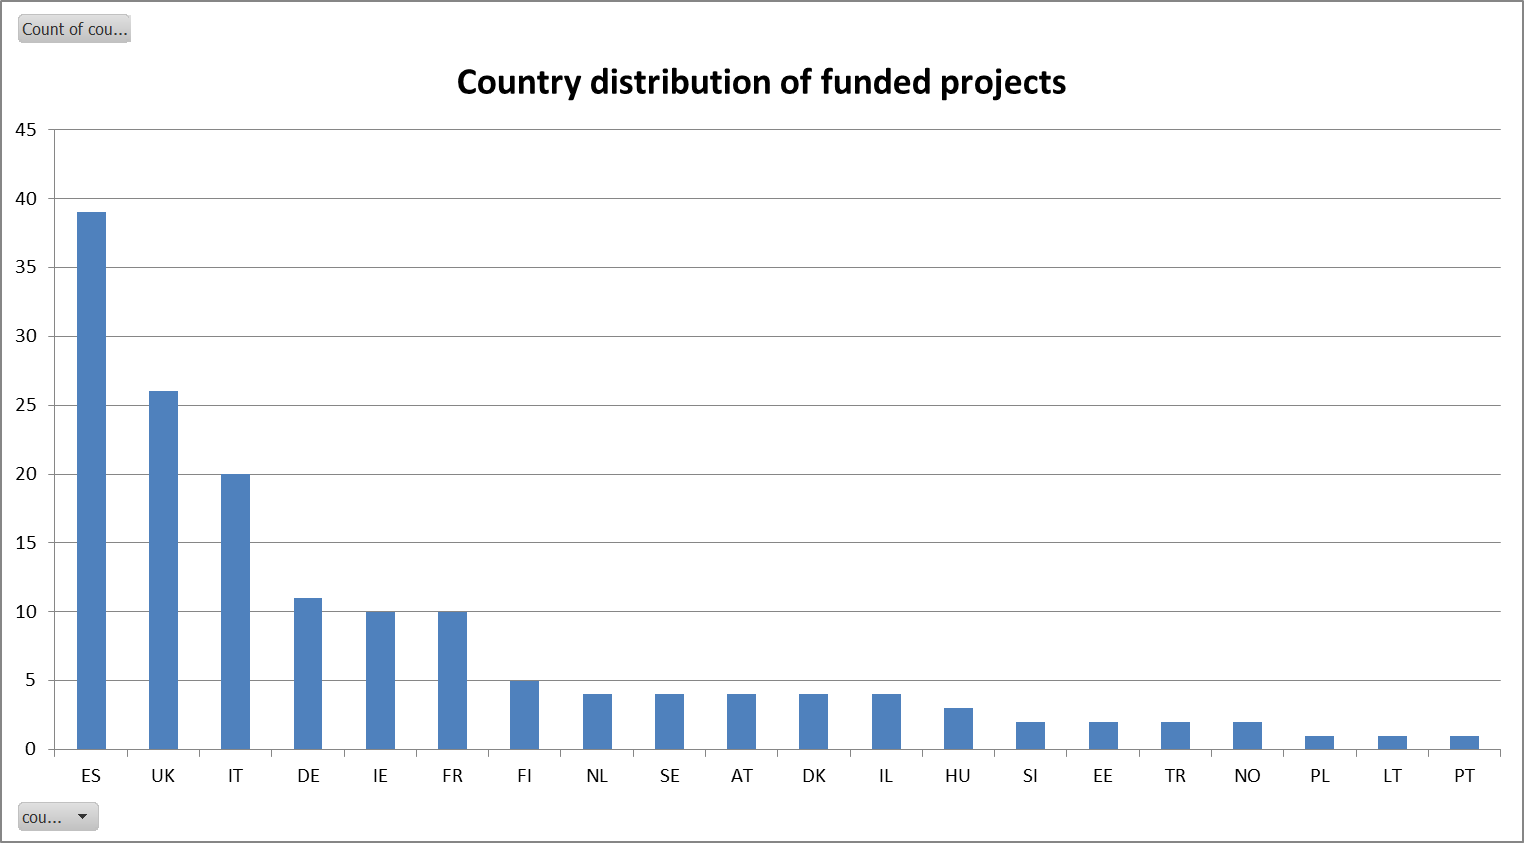 Count of cou...
Country distribution of funded projects
45
40
35
30
25
20
15
10
5
0
ES UK IT DE IE FR FI NL SE AT DK IL HU SI EE TR NO PL LT PT
cou...